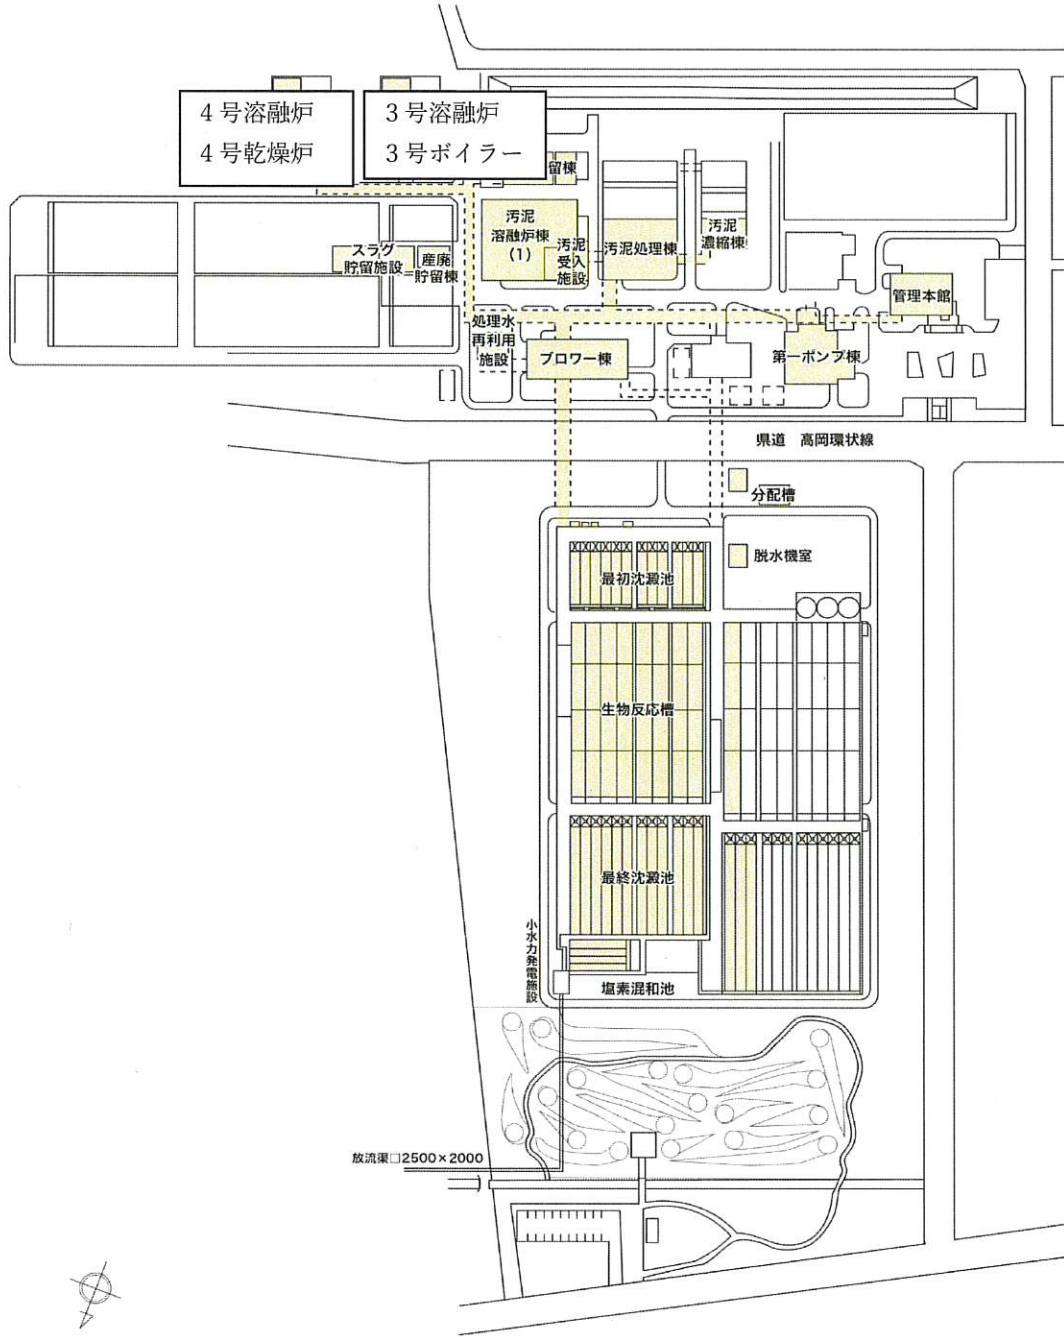 4号溶融炉
4号乾燥炉
3号溶融炉
3号ボイラー
留棟
汚泥
溶融炉棟
(1)
汚泥
受入
施設
汚泥処理棟
汚泥
濃縮棟
スラグ
貯留施設
産廃
貯留棟
管理本館
処理水
再利用
施設
ブロワー棟
第一ポンプ棟
県道 高岡環状線
分配槽
脱水機室
最初沈澱池
生物反応槽
最終沈澱池
小水力発電施設
塩素混和池
放流渠□2500×2000